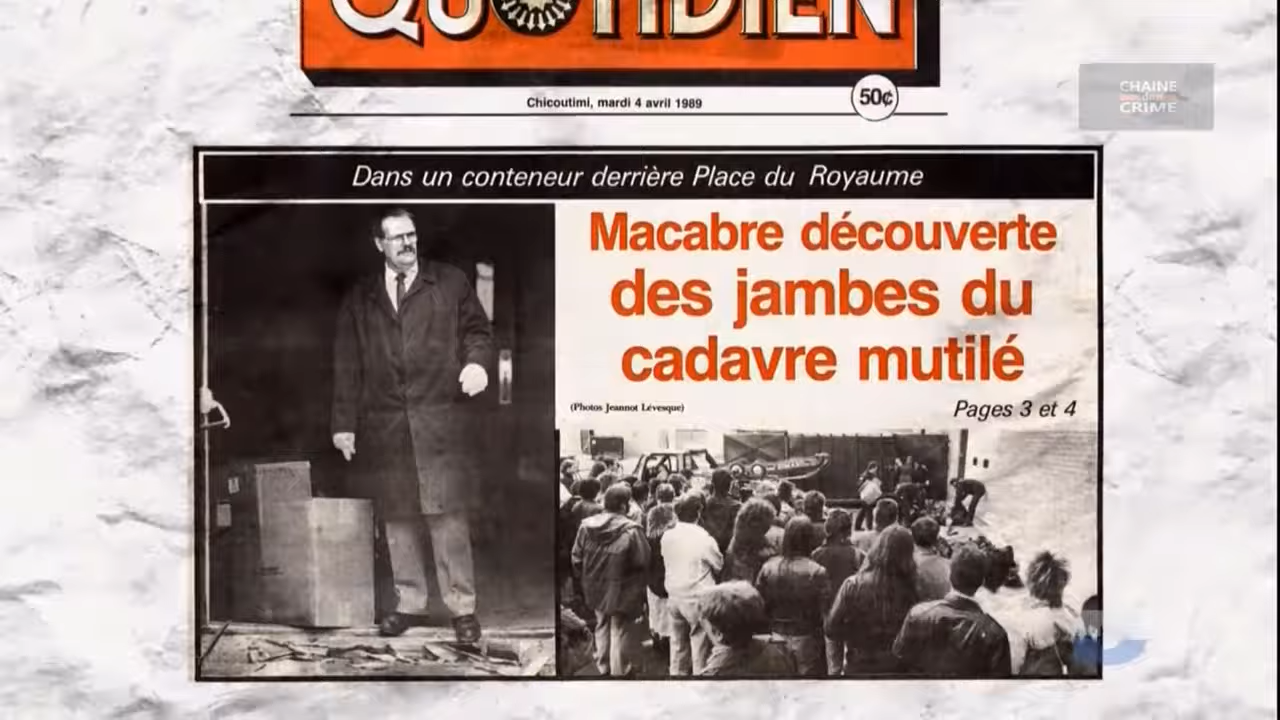 QUOTIDIEN
Chicoutimi, mardi 4 avril 1989
50¢
CHAINE
CRIME
Dans un conteneur derrière Place du Royaume
Macabre découverte
des jambes du
cadavre mutilé
(Photos Jeannot Lévesque)
Pages 3 et 4